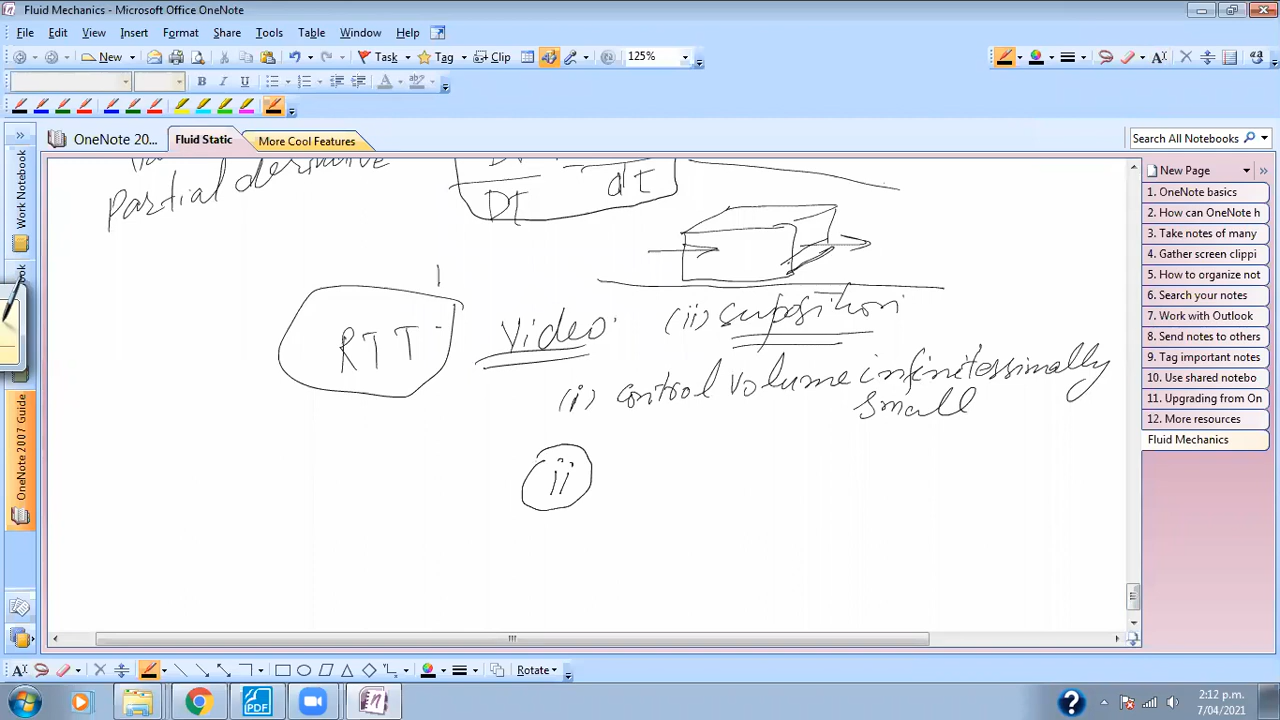 Fluid Mechanics - Microsoft Office OneNote
File Edit View Insert Format Share Tools Table Window Help
New Task Tag Clip 125%
B I U A ab
OneNote 20... Fluid Static More Cool Features Search All Notebooks
Work Notebook
ook
OneNote 2007 Guide
New Page
1. OneNote basics
2. How can OneNote h
3. Take notes of many
4. Gather screen clippi
5. How to organize not
6. Search your notes
7. Work with Outlook
8. Send notes to others
9. Tag important notes
10. Use shared notebo
11. Upgrading from On
12. More resources
Fluid Mechanics
Partial derivative
Dt dt
RTT Video (ii) suposition
(i) control volume infinitessimally
small
ii
Rotate
PDF
2:12 p.m.
7/04/2021